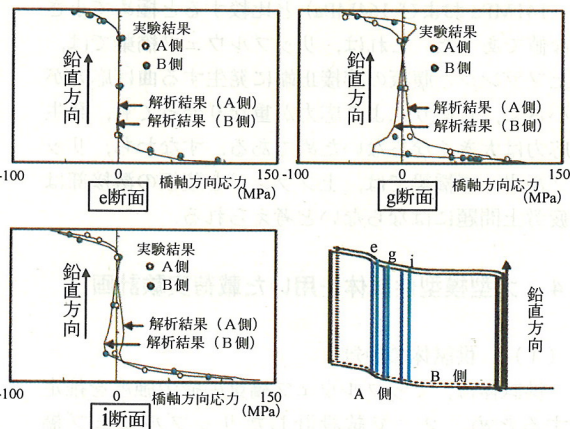 実験結果
A側
B側
鉛直方向
解析結果（A側）
解析結果（B側）
-100
0
橋軸方向応力
150
(MPa)
e断面
実験結果
A側
B側
鉛直方向
解析結果（A側）
解析結果（B側）
-100
0
橋軸方向応力
150
(MPa)
g断面
実験結果
A側
B側
鉛直方向
解析結果（A側）
解析結果（B側）
-100
0
橋軸方向応力
150
(MPa)
i断面
e
g
i
鉛直方向
B 側
A 側